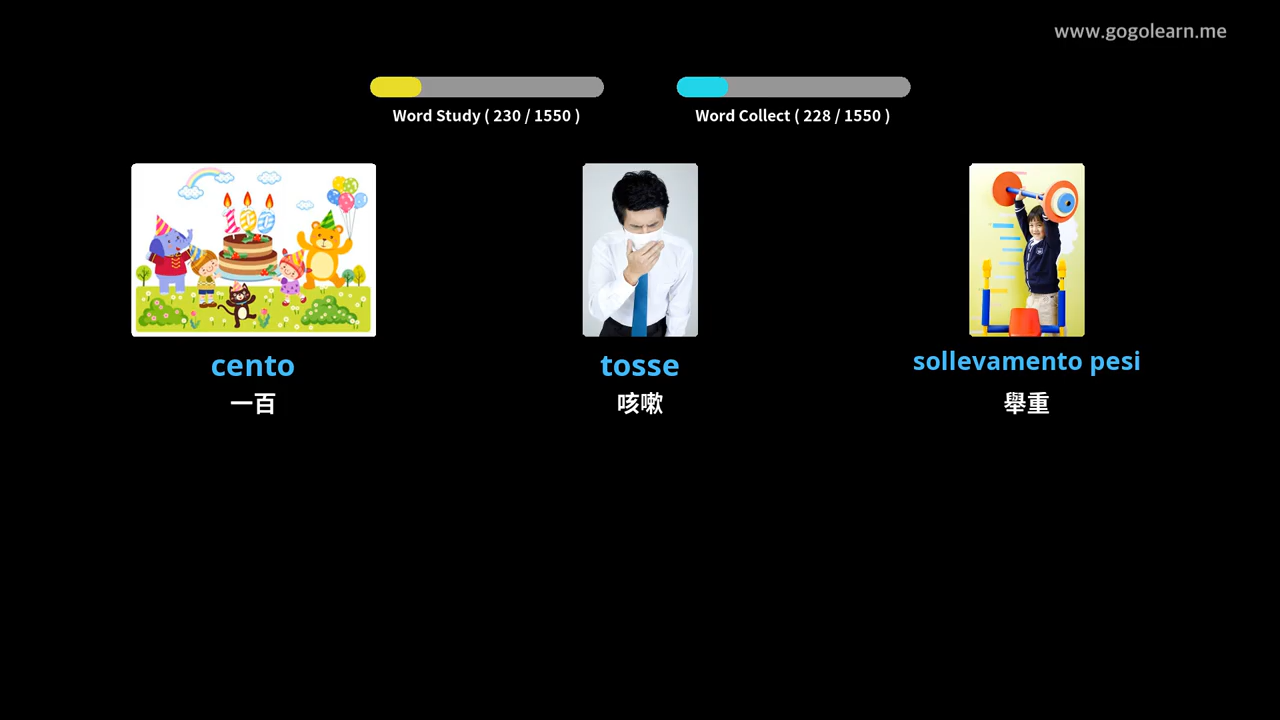 www.gogolearn.me
Word Study ( 230 / 1550 )
Word Collect ( 228 / 1550 )
100
cento
tosse
sollevamento pesi
一百
咳嗽
舉重